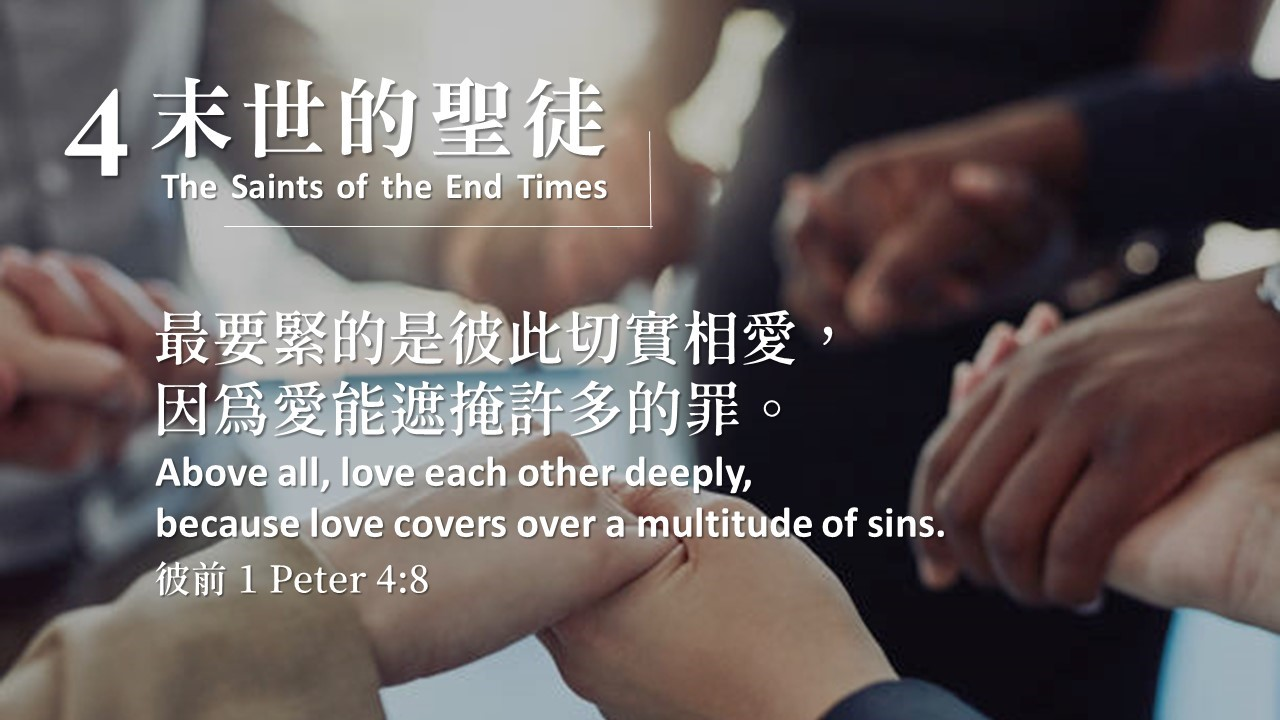 4 末世的聖徒
The Saints of the End Times
最要緊的是彼此切實相愛，
因爲愛能遮掩許多的罪。
Above all, love each other deeply,
because love covers over a multitude of sins.
彼前 1 Peter 4:8